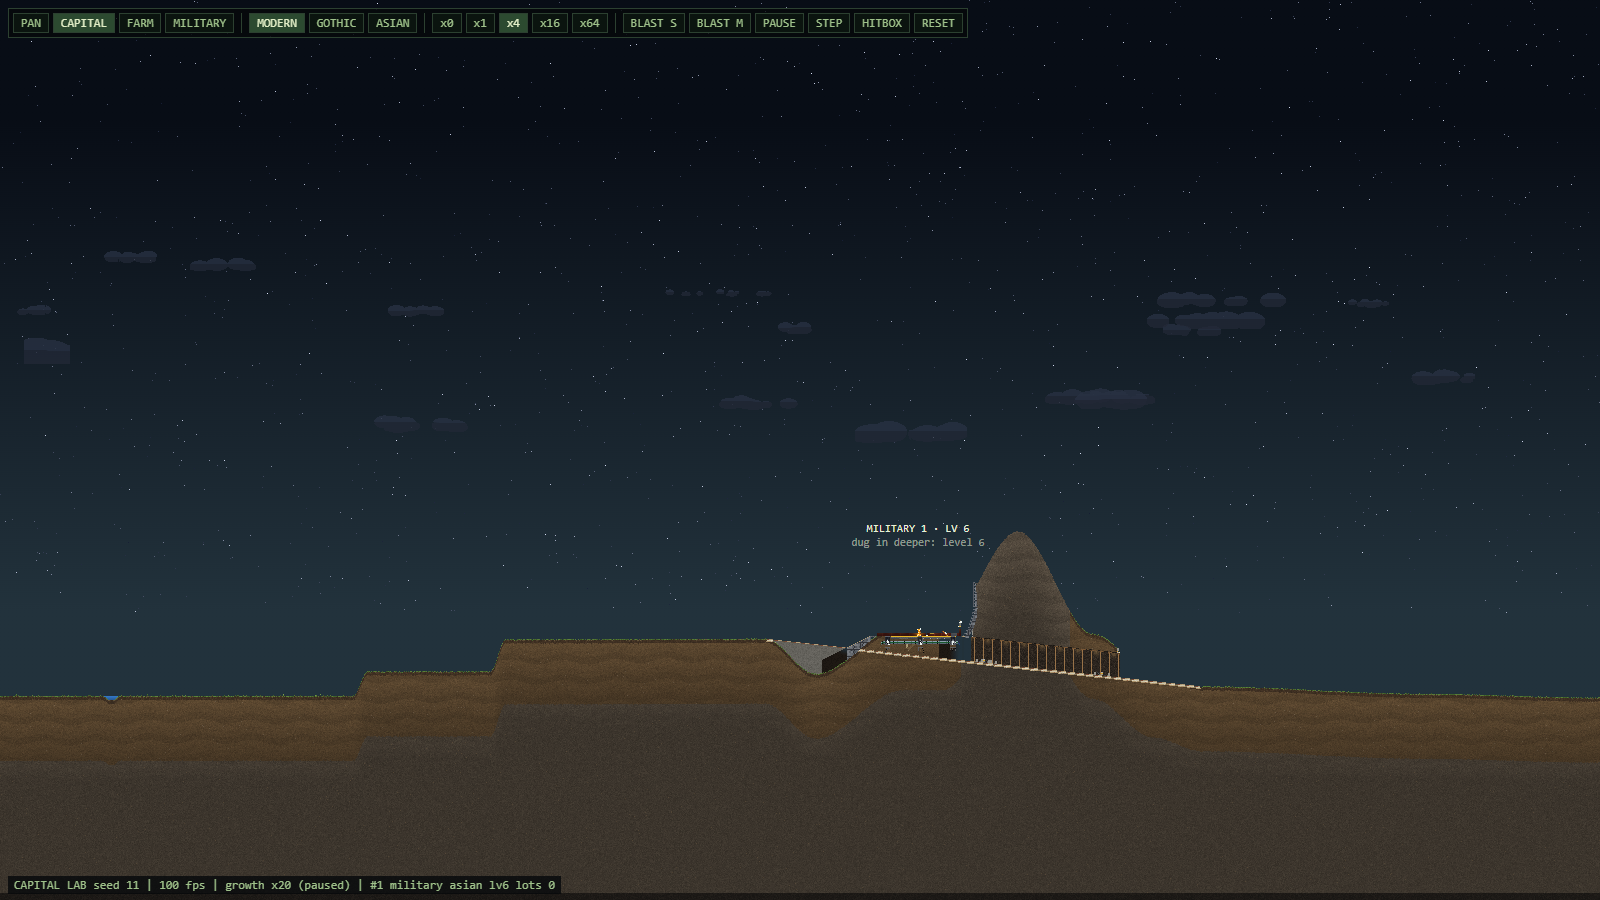 PAN CAPITAL FARM MILITARY MODERN GOTHIC ASIAN x0 x1 x4 x16 x64 BLAST S BLAST M PAUSE STEP HITBOX RESET
MILITARY 1 · LV 6
dug in deeper: level 6
CAPITAL LAB seed 11 | 100 fps | growth x20 (paused) | #1 military asian lv6 lots 0